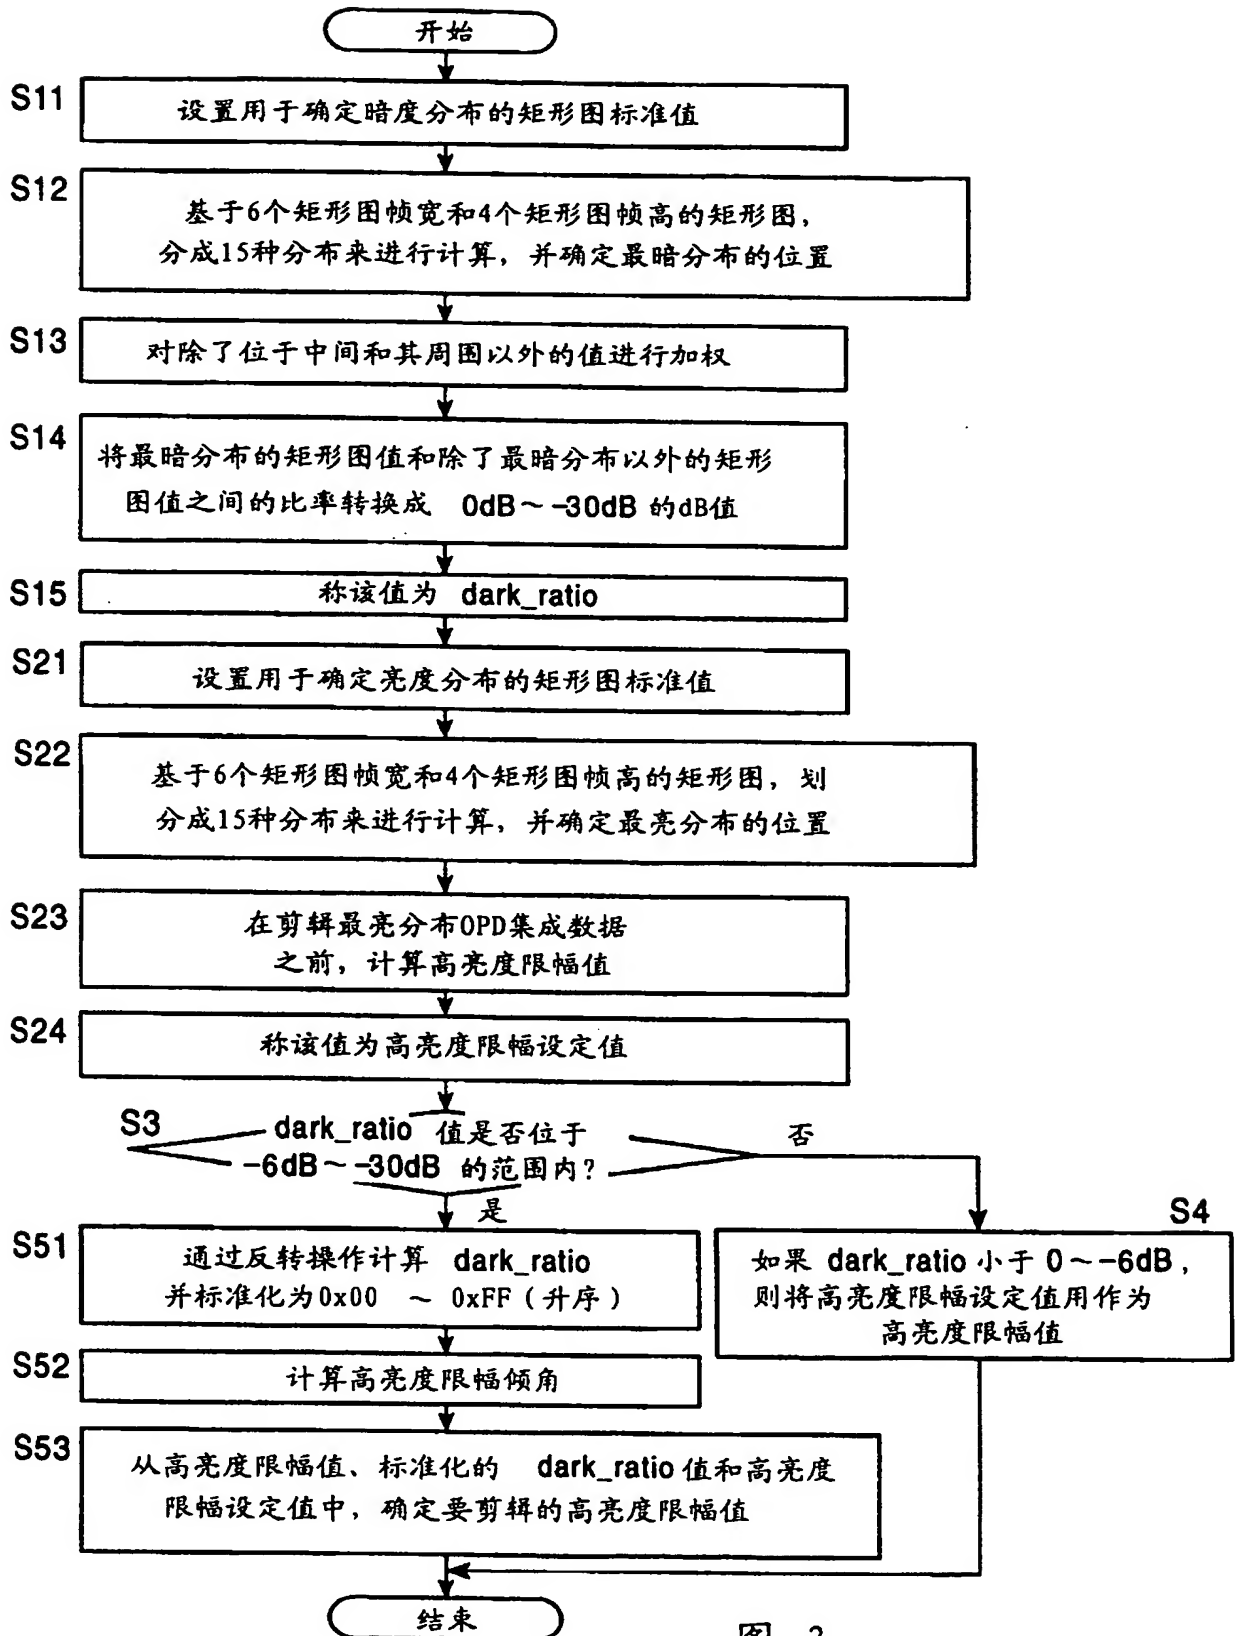 开始
S11
设置用于确定暗度分布的矩形图标准值
S12
基于6个矩形图帧宽和4个矩形图帧高的矩形图,
分成15种分布来进行计算, 并确定最暗分布的位置
S13
对除了位于中间和其周围以外的值进行加权
S14
将最暗分布的矩形图值和除了最暗分布以外的矩形
图值之间的比率转换成 0dB~-30dB 的dB值
S15
称该值为 dark_ratio
S21
设置用于确定亮度分布的矩形图标准值
S22
基于6个矩形图帧宽和4个矩形图帧高的矩形图, 划
分成15种分布来进行计算, 并确定最亮分布的位置
S23
在剪辑最亮分布OPD集成数据
之前, 计算高亮度限幅值
S24
称该值为高亮度限幅设定值
S3
dark_ratio 值是否位于
-6dB~-30dB 的范围内?
否
是
S51
通过反转操作计算 dark_ratio
并标准化为0x00 ~ 0xFF (升序)
S4
如果 dark_ratio 小于 0~-6dB,
则将高亮度限幅设定值用作为
高亮度限幅值
S52
计算高亮度限幅倾角
S53
从高亮度限幅值、标准化的 dark_ratio 值和高亮度
限幅设定值中, 确定要剪辑的高亮度限幅值
结束